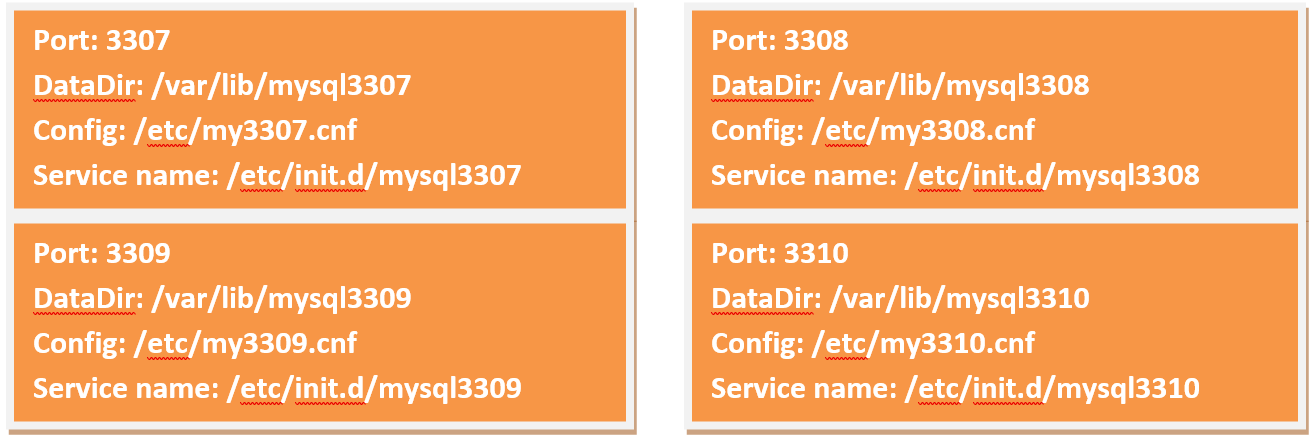 Port: 3307
DataDir: /var/lib/mysql3307
Config: /etc/my3307.cnf
Service name: /etc/init.d/mysql3307
Port: 3308
DataDir: /var/lib/mysql3308
Config: /etc/my3308.cnf
Service name: /etc/init.d/mysql3308
Port: 3309
DataDir: /var/lib/mysql3309
Config: /etc/my3309.cnf
Service name: /etc/init.d/mysql3309
Port: 3310
DataDir: /var/lib/mysql3310
Config: /etc/my3310.cnf
Service name: /etc/init.d/mysql3310